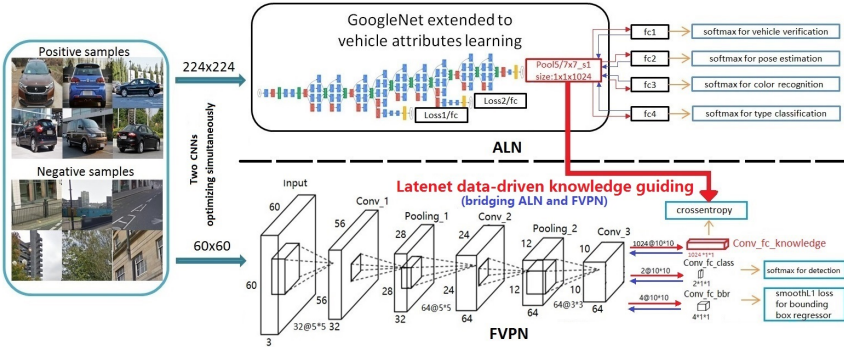 Positive samples
Negative samples
224x224
Two CNNs
optimizing simultaneously
60x60
GoogleNet extended to
vehicle attributes learning
Loss1/fc
Loss2/fc
Pool5/7x7_s1
size:1x1x1024
fc1
softmax for vehicle verification
fc2
softmax for pose estimation
fc3
softmax for color recognition
fc4
softmax for type classification
ALN
Latenet data-driven knowledge guiding
(bridging ALN and FVPN)
crossentropy
Input
60
60
3
32@5*5
Conv_1
56
56
32
Pooling_1
28
28
32
64@5*5
Conv_2
24
24
64
Pooling_2
12
12
64
64@3*3
Conv_3
10
10
64
1024@10*10
Conv_fc_knowledge
1024*1*1
Conv_fc_class
2@10*10
2*1*1
softmax for detection
Conv_fc_bbr
4@10*10
4*1*1
smoothL1 loss
for bounding
box regressor
FVPN